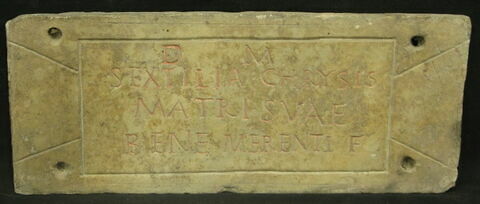 D M
SEXTILIA CHRYSIS
MATRI SVAE
BENE MERENTI F